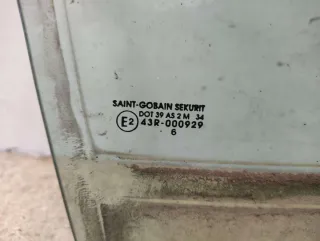 SAINT-GOBAIN SEKURIT
DOT 39 AS 2 M 34
E2 43R-000929
6